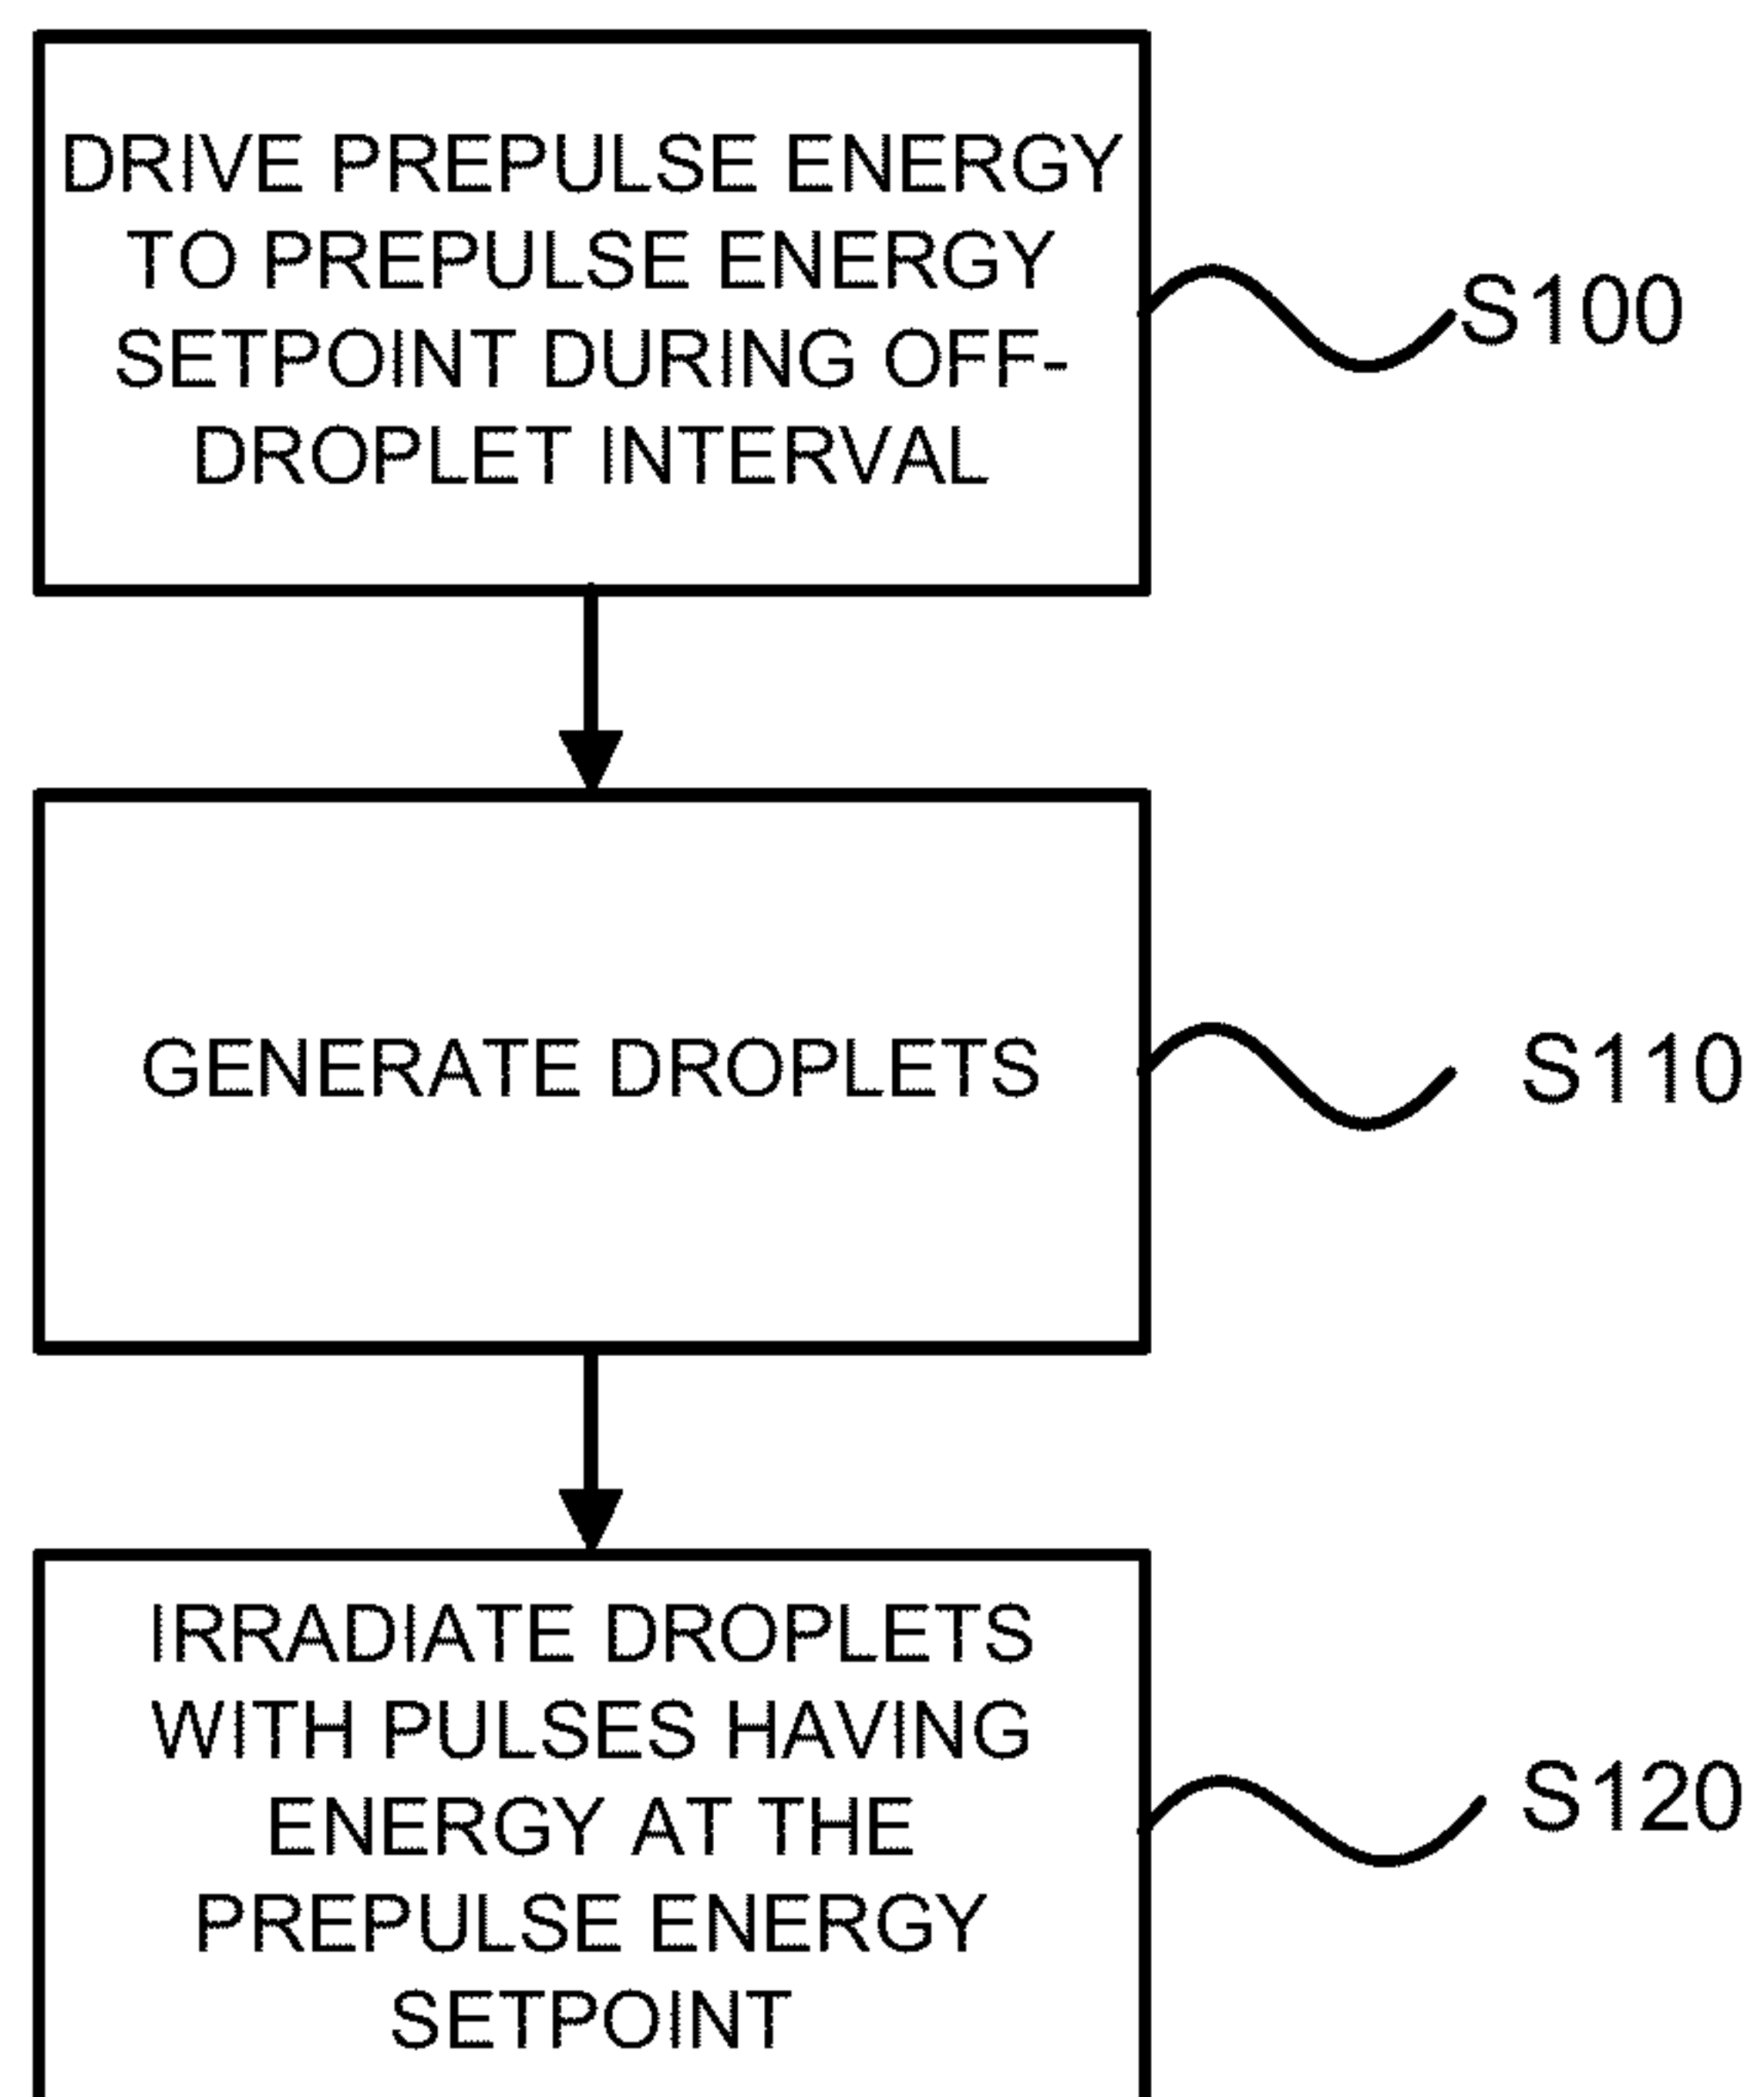 DRIVE PREPULSE ENERGY
TO PREPULSE ENERGY
SETPOINT DURING OFF-
DROPLET INTERVAL
S100
GENERATE DROPLETS
S110
IRRADIATE DROPLETS
WITH PULSES HAVING
ENERGY AT THE
PREPULSE ENERGY
SETPOINT
S120